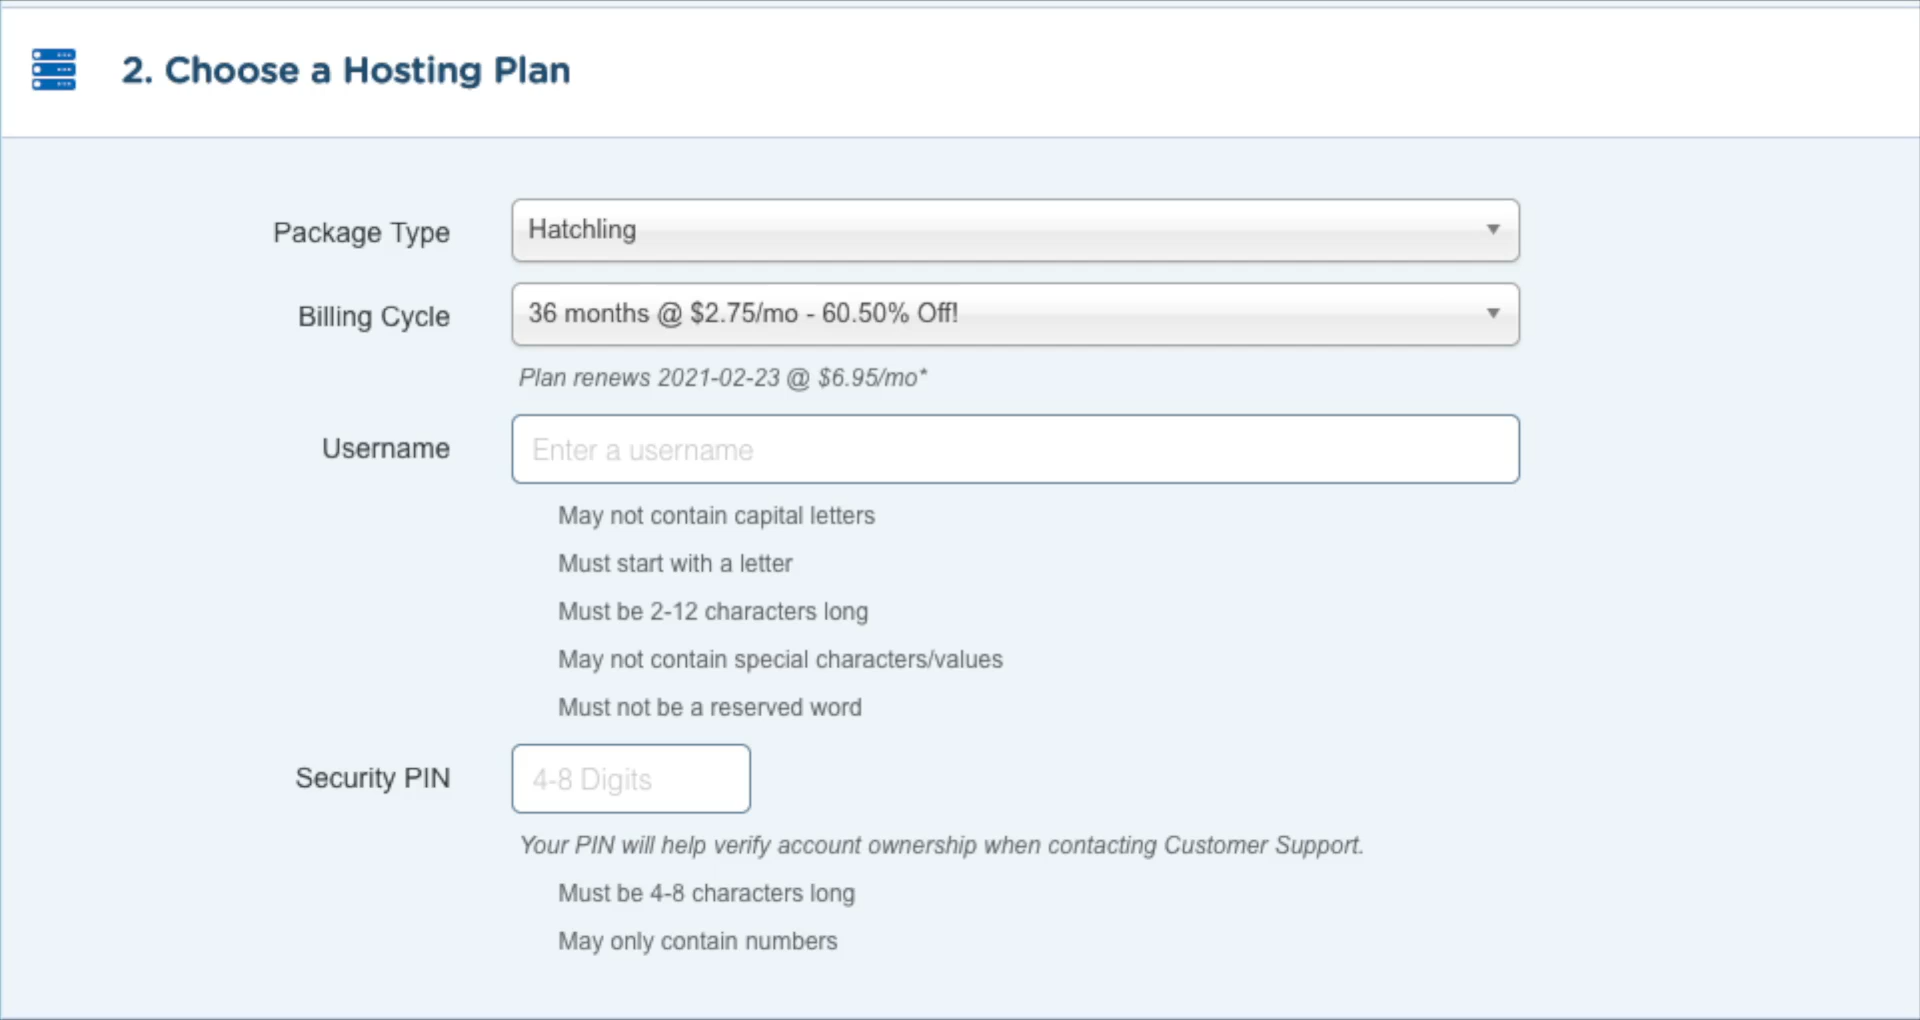 2. Choose a Hosting Plan
Package Type
Hatchling
Billing Cycle
36 months @ $2.75/mo - 60.50% Off!
Plan renews 2021-02-23 @ $6.95/mo*
Username
Enter a username
May not contain capital letters
Must start with a letter
Must be 2-12 characters long
May not contain special characters/values
Must not be a reserved word
Security PIN
4-8 Digits
Your PIN will help verify account ownership when contacting Customer Support.
Must be 4-8 characters long
May only contain numbers